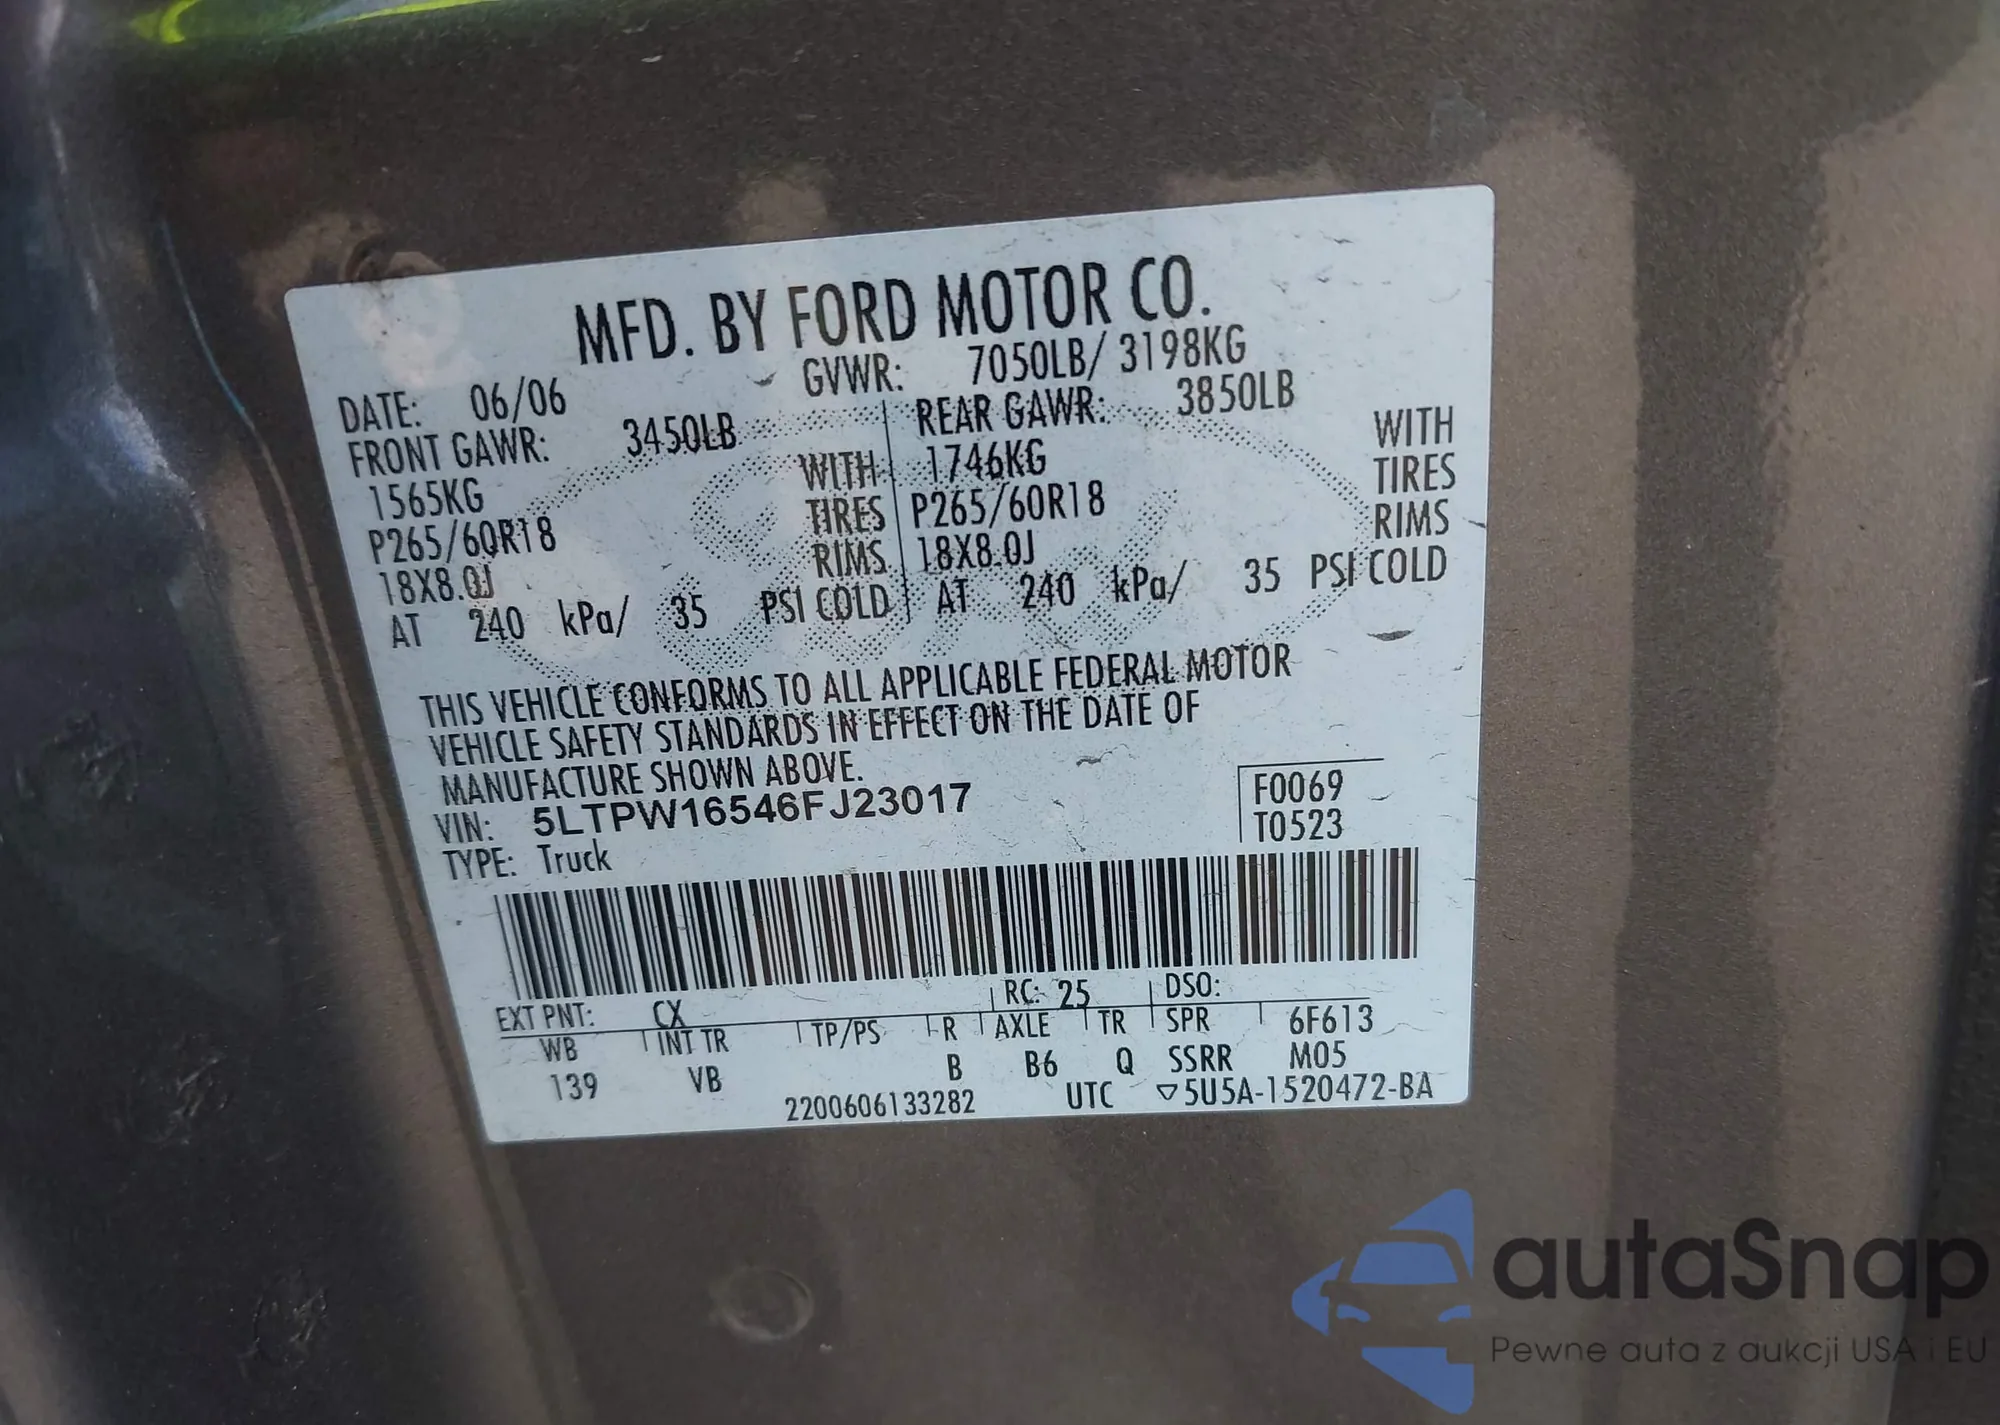 MFD. BY FORD MOTOR CO.
DATE: 06/06 GVWR: 7050LB/ 3198KG
FRONT GAWR: 3450LB REAR GAWR: 3850LB
1565KG WITH 1746KG WITH
P265/60R18 TIRES P265/60R18 TIRES
18X8.0J RIMS 18X8.0J RIMS
AT 240 kPa/ 35 PSI COLD AT 240 kPa/ 35 PSI COLD
THIS VEHICLE CONFORMS TO ALL APPLICABLE FEDERAL MOTOR
VEHICLE SAFETY STANDARDS IN EFFECT ON THE DATE OF
MANUFACTURE SHOWN ABOVE.
VIN: 5LTPW16546FJ23017 F0069
TYPE: Truck T0523
EXT PNT: CX RC: 25 DSO:
WB INT TR TP/PS R AXLE TR SPR 6F613
139 VB B B6 Q SSRR M05
2200606133282 UTC ▽5U5A-1520472-BA
autaSnap
Pewne auta z aukcji USA i EU